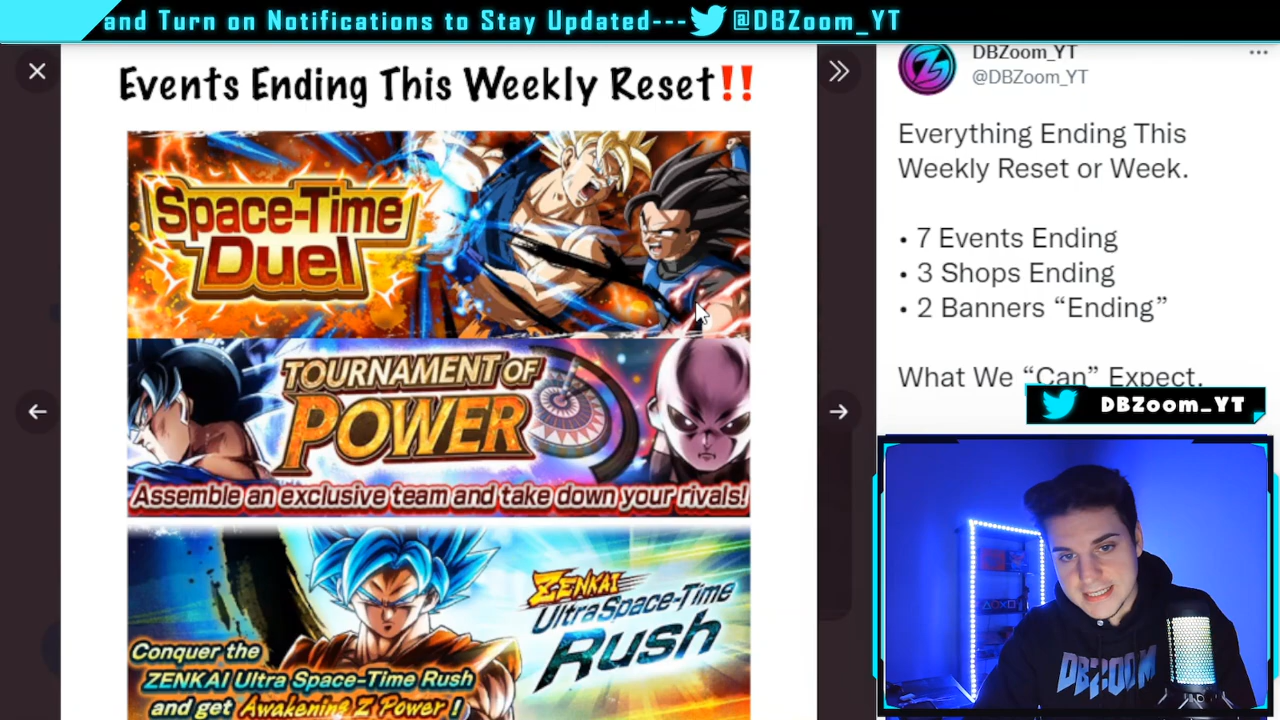 and Turn on Notifications to Stay Updated---@DBZoom_YT
Events Ending This Weekly Reset‼
Space-Time
Duel
TOURNAMENT OF
POWER
Assemble an exclusive team and take down your rivals!
ZENKAI
Ultra Space-Time
Rush
Conquer the
ZENKAI Ultra Space-Time Rush
and get Awakening Z Power!
DBZoom_YT
@DBZoom_YT
Everything Ending This
Weekly Reset or Week.
• 7 Events Ending
• 3 Shops Ending
• 2 Banners “Ending”
What We “Can” Expect.
DBZoom_YT
DBZOOM